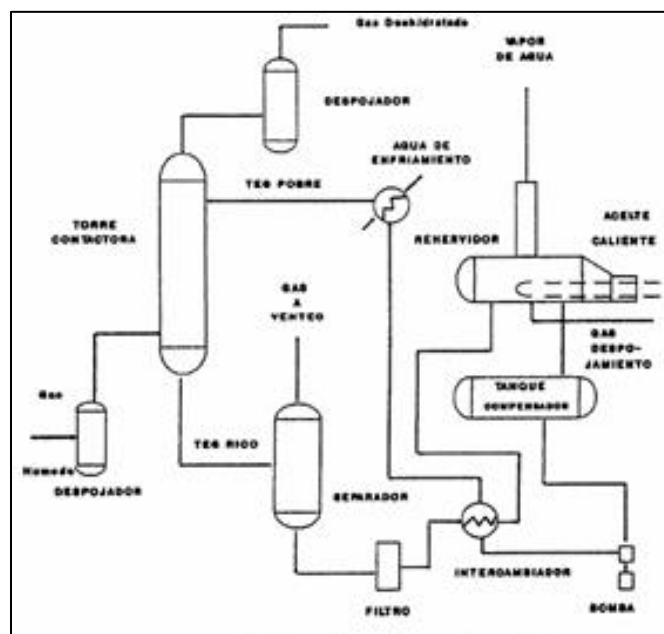 Gas Deshidratado
VAPOR
DE AGUA
DESPOJADOR
AGUA DE
ENFRIAMIENTO
TEG POBRE
TORRE
CONTACTORA
REHERVIDOR
ACEITE
CALIENTE
GAS
A
VENTEO
GAS
DESPO-
JAMIENTO
TANQUE
COMPENSADOR
Gas
Humedo
DESPOJADOR
TEG RICO
SEPARADOR
INTERCAMBIADOR
FILTRO
BOMBA